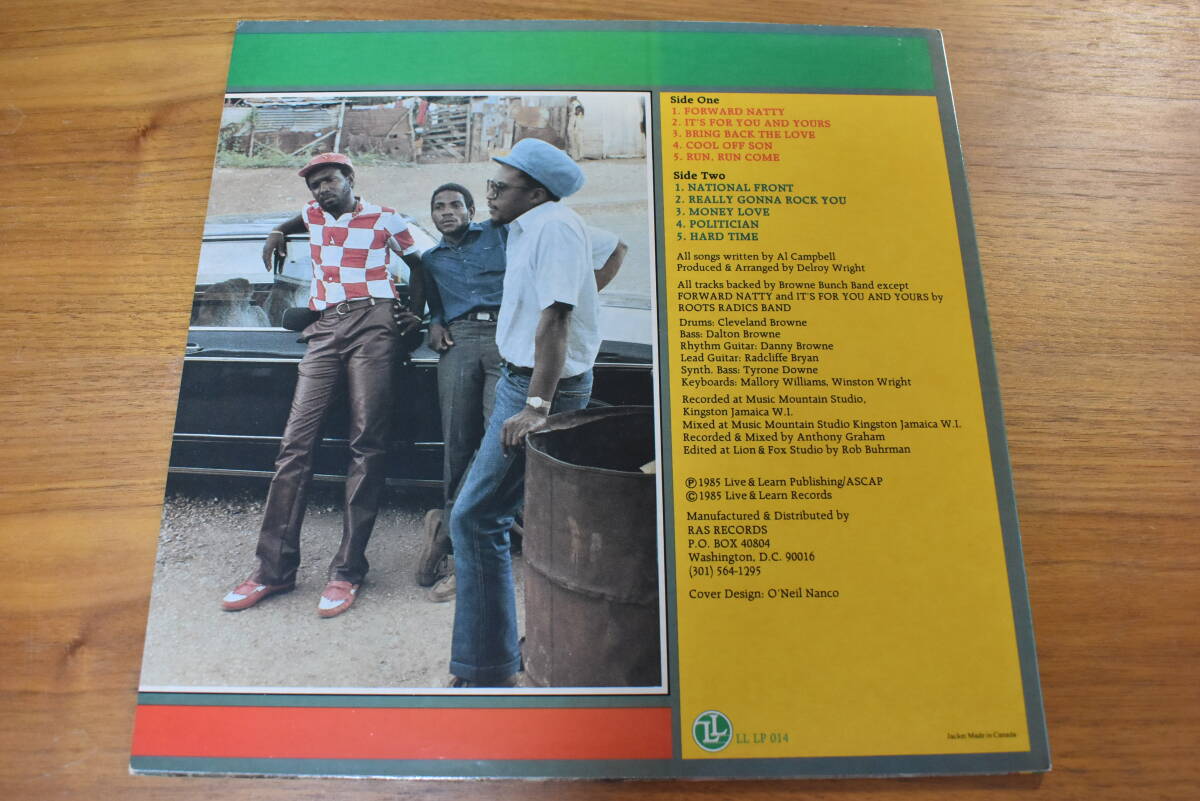 Side One
1. FORWARD NATTY
2. IT'S FOR YOU AND YOURS
3. BRING BACK THE LOVE
4. COOL OFF SON
5. RUN, RUN COME
Side Two
1. NATIONAL FRONT
2. REALLY GONNA ROCK YOU
3. MONEY LOVE
4. POLITICIAN
5. HARD TIME
All songs written by Al Campbell
Produced & Arranged by Delroy Wright
All tracks backed by Browne Bunch Band except
FORWARD NATTY and IT'S FOR YOU AND YOURS by
ROOTS RADICS BAND
Drums: Cleveland Browne
Bass: Dalton Browne
Rhythm Guitar: Danny Browne
Lead Guitar: Radcliffe Bryan
Synth. Bass: Tyrone Downe
Keyboards: Mallory Williams, Winston Wright
Recorded at Music Mountain Studio,
Kingston Jamaica W.I.
Mixed at Music Mountain Studio Kingston Jamaica W.I.
Recorded & Mixed by Anthony Graham
Edited at Lion & Fox Studio by Rob Buhrman
℗ 1985 Live & Learn Publishing/ASCAP
© 1985 Live & Learn Records
Manufactured & Distributed by
RAS RECORDS
P.O. BOX 40804
Washington, D.C. 90016
(301) 564-1295
Cover Design: O'Neil Nanco
LL LL LP 014
Jacket Made in Canada